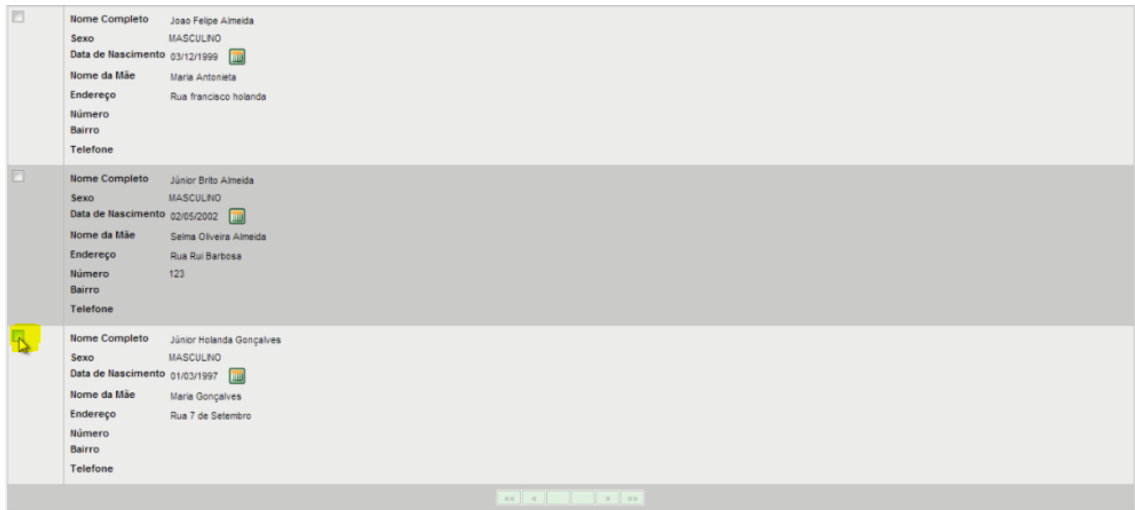 Nome Completo Joao Felipe Almeida
Sexo MASCULINO
Data de Nascimento 03/12/1999
Nome da Mãe Maria Antonieta
Endereço Rua francisco holanda
Número
Bairro
Telefone
Nome Completo Júnior Brito Almeida
Sexo MASCULINO
Data de Nascimento 02/05/2002
Nome da Mãe Selma Oliveira Almeida
Endereço Rua Rui Barbosa
Número 123
Bairro
Telefone
Nome Completo Júnior Holanda Gonçalves
Sexo MASCULINO
Data de Nascimento 01/03/1997
Nome da Mãe Maria Gonçalves
Endereço Rua 7 de Setembro
Número
Bairro
Telefone
«« « » »»